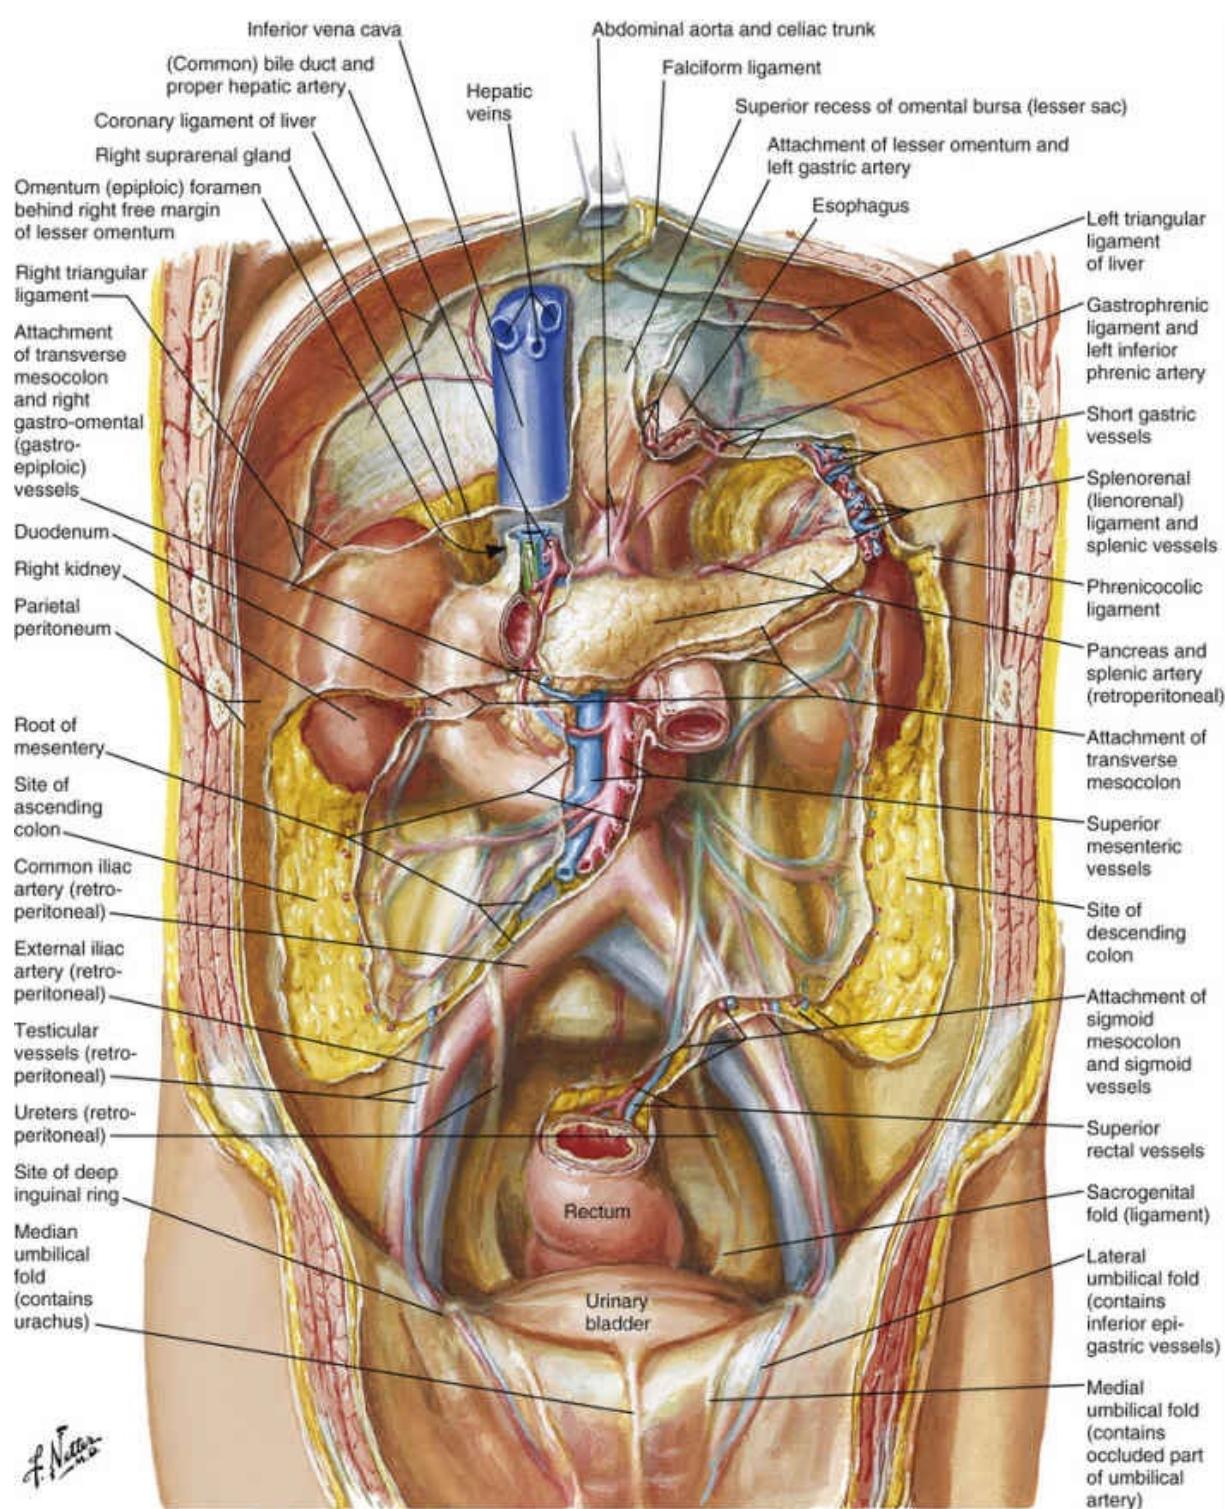 Inferior vena cava
(Common) bile duct and
proper hepatic artery
Coronary ligament of liver
Right suprarenal gland
Omentum (epiploic) foramen
behind right free margin
of lesser omentum
Right triangular
ligament
Attachment
of transverse
mesocolon
and right
gastro-omental
(gastro-
epiploic)
vessels
Duodenum
Right kidney
Parietal
peritoneum
Root of
mesentery
Site of
ascending
colon
Common iliac
artery (retro-
peritoneal)
External iliac
artery (retro-
peritoneal)
Testicular
vessels (retro-
peritoneal)
Ureters (retro-
peritoneal)
Site of deep
inguinal ring
Median
umbilical
fold
(contains
urachus)
Hepatic
veins
Abdominal aorta and celiac trunk
Falciform ligament
Superior recess of omental bursa (lesser sac)
Attachment of lesser omentum and
left gastric artery
Esophagus
Left triangular
ligament
of liver
Gastrophrenic
ligament and
left inferior
phrenic artery
Short gastric
vessels
Splenorenal
(lienorenal)
ligament and
splenic vessels
Phrenicocolic
ligament
Pancreas and
splenic artery
(retroperitoneal)
Attachment of
transverse
mesocolon
Superior
mesenteric
vessels
Site of
descending
colon
Attachment of
sigmoid
mesocolon
and sigmoid
vessels
Superior
rectal vessels
Sacrogenital
fold (ligament)
Lateral
umbilical fold
(contains
inferior epi-
gastric vessels)
Medial
umbilical fold
(contains
occluded part
of umbilical
artery)
Rectum
Urinary
bladder
F. Netter
M.D.